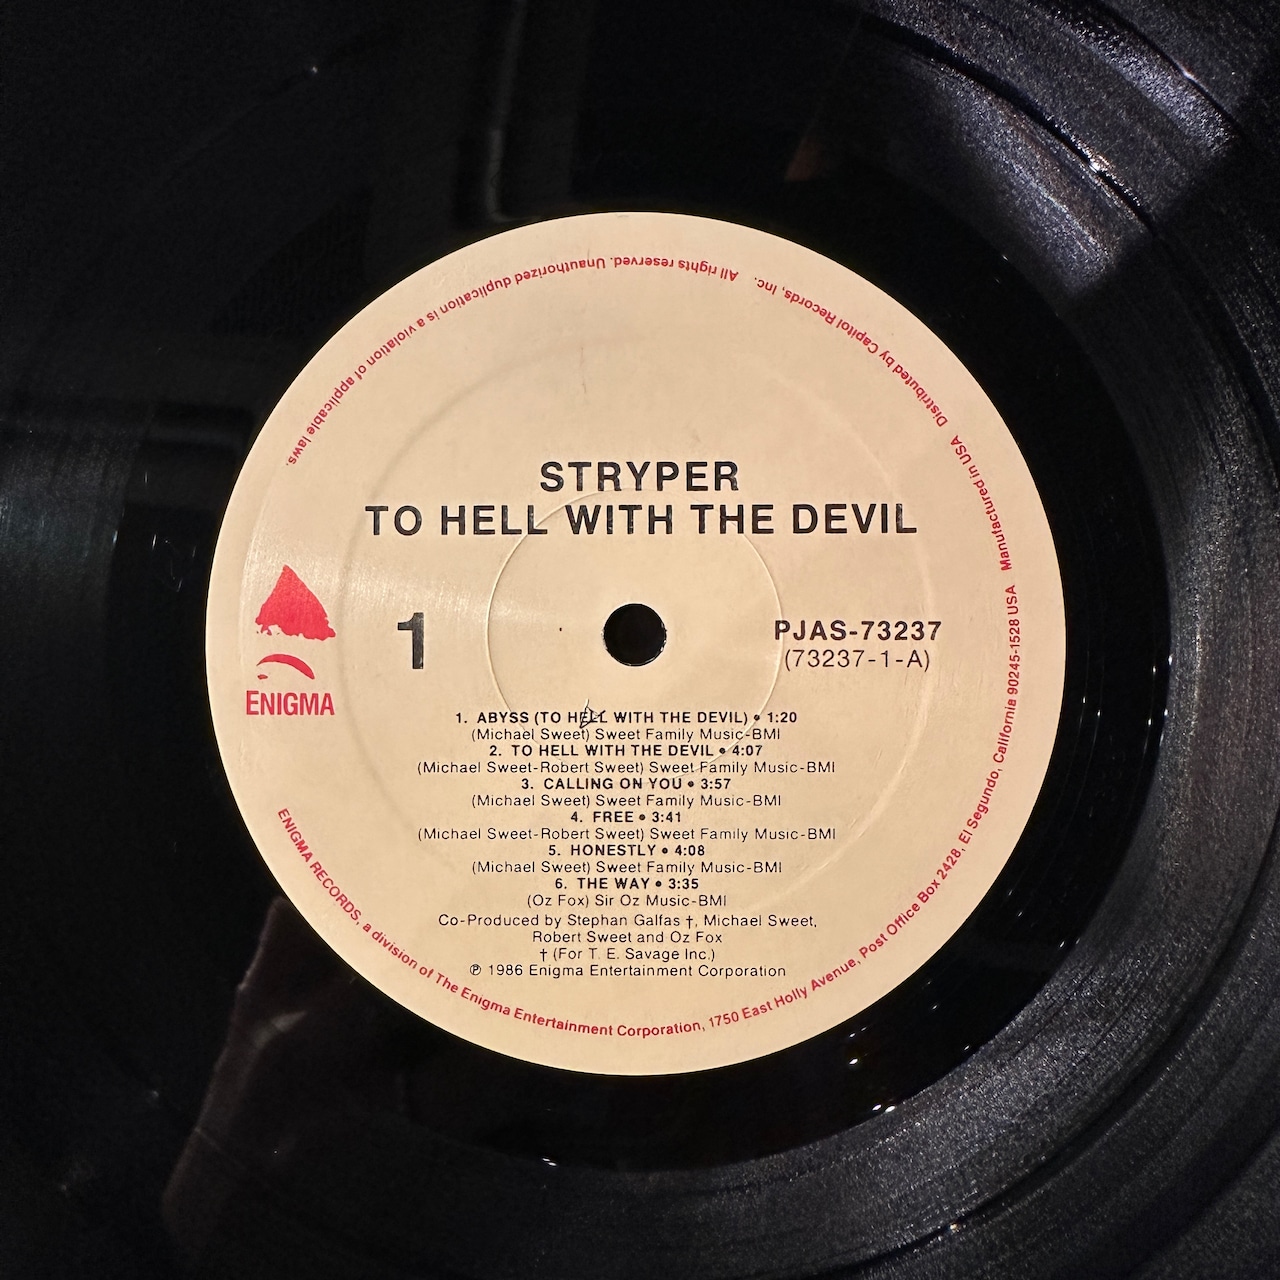 STRYPER
TO HELL WITH THE DEVIL
1
PJAS-73237
(73237-1-A)
ENIGMA
1. ABYSS (TO HELL WITH THE DEVIL) • 1:20
(Michael Sweet) Sweet Family Music-BMI
2. TO HELL WITH THE DEVIL • 4:07
(Michael Sweet-Robert Sweet) Sweet Family Music-BMI
3. CALLING ON YOU • 3:57
(Michael Sweet) Sweet Family Music-BMI
4. FREE • 3:41
(Michael Sweet-Robert Sweet) Sweet Family Music-BMI
5. HONESTLY • 4:08
(Michael Sweet) Sweet Family Music-BMI
6. THE WAY • 3:35
(Oz Fox) Sir Oz Music-BMI
Co-Produced by Stephan Galfas †, Michael Sweet,
Robert Sweet and Oz Fox
† (For T. E. Savage Inc.)
℗ 1986 Enigma Entertainment Corporation
ENIGMA RECORDS, a division of The Enigma Entertainment Corporation, 1750 East Holly Avenue, Post Office Box 2428, El Segundo, California 90245-1528 USA Manufactured in USA Distributed by Capitol Records, Inc. All rights reserved. Unauthorized duplication is a violation of applicable laws.